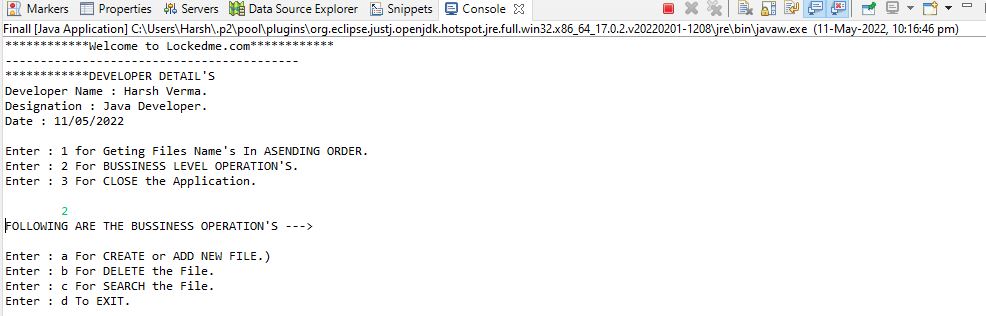 Markers Properties Servers Data Source Explorer Snippets Console
Finall [Java Application] C:\Users\Harsh\.p2\pool\plugins\org.eclipse.justj.openjdk.hotspot.jre.full.win32.x86_64_17.0.2.v20220201-1208\jre\bin\javaw.exe (11-May-2022, 10:16:46 pm)
************Welcome to Lockedme.com************
------------------------------------------
************DEVELOPER DETAIL'S
Developer Name : Harsh Verma.
Designation : Java Developer.
Date : 11/05/2022
Enter : 1 for Geting Files Name's In ASENDING ORDER.
Enter : 2 For BUSSINESS LEVEL OPERATION'S.
Enter : 3 For CLOSE the Application.
2
FOLLOWING ARE THE BUSSINESS OPERATION'S --->
Enter : a For CREATE or ADD NEW FILE.)
Enter : b For DELETE the File.
Enter : c For SEARCH the File.
Enter : d To EXIT.